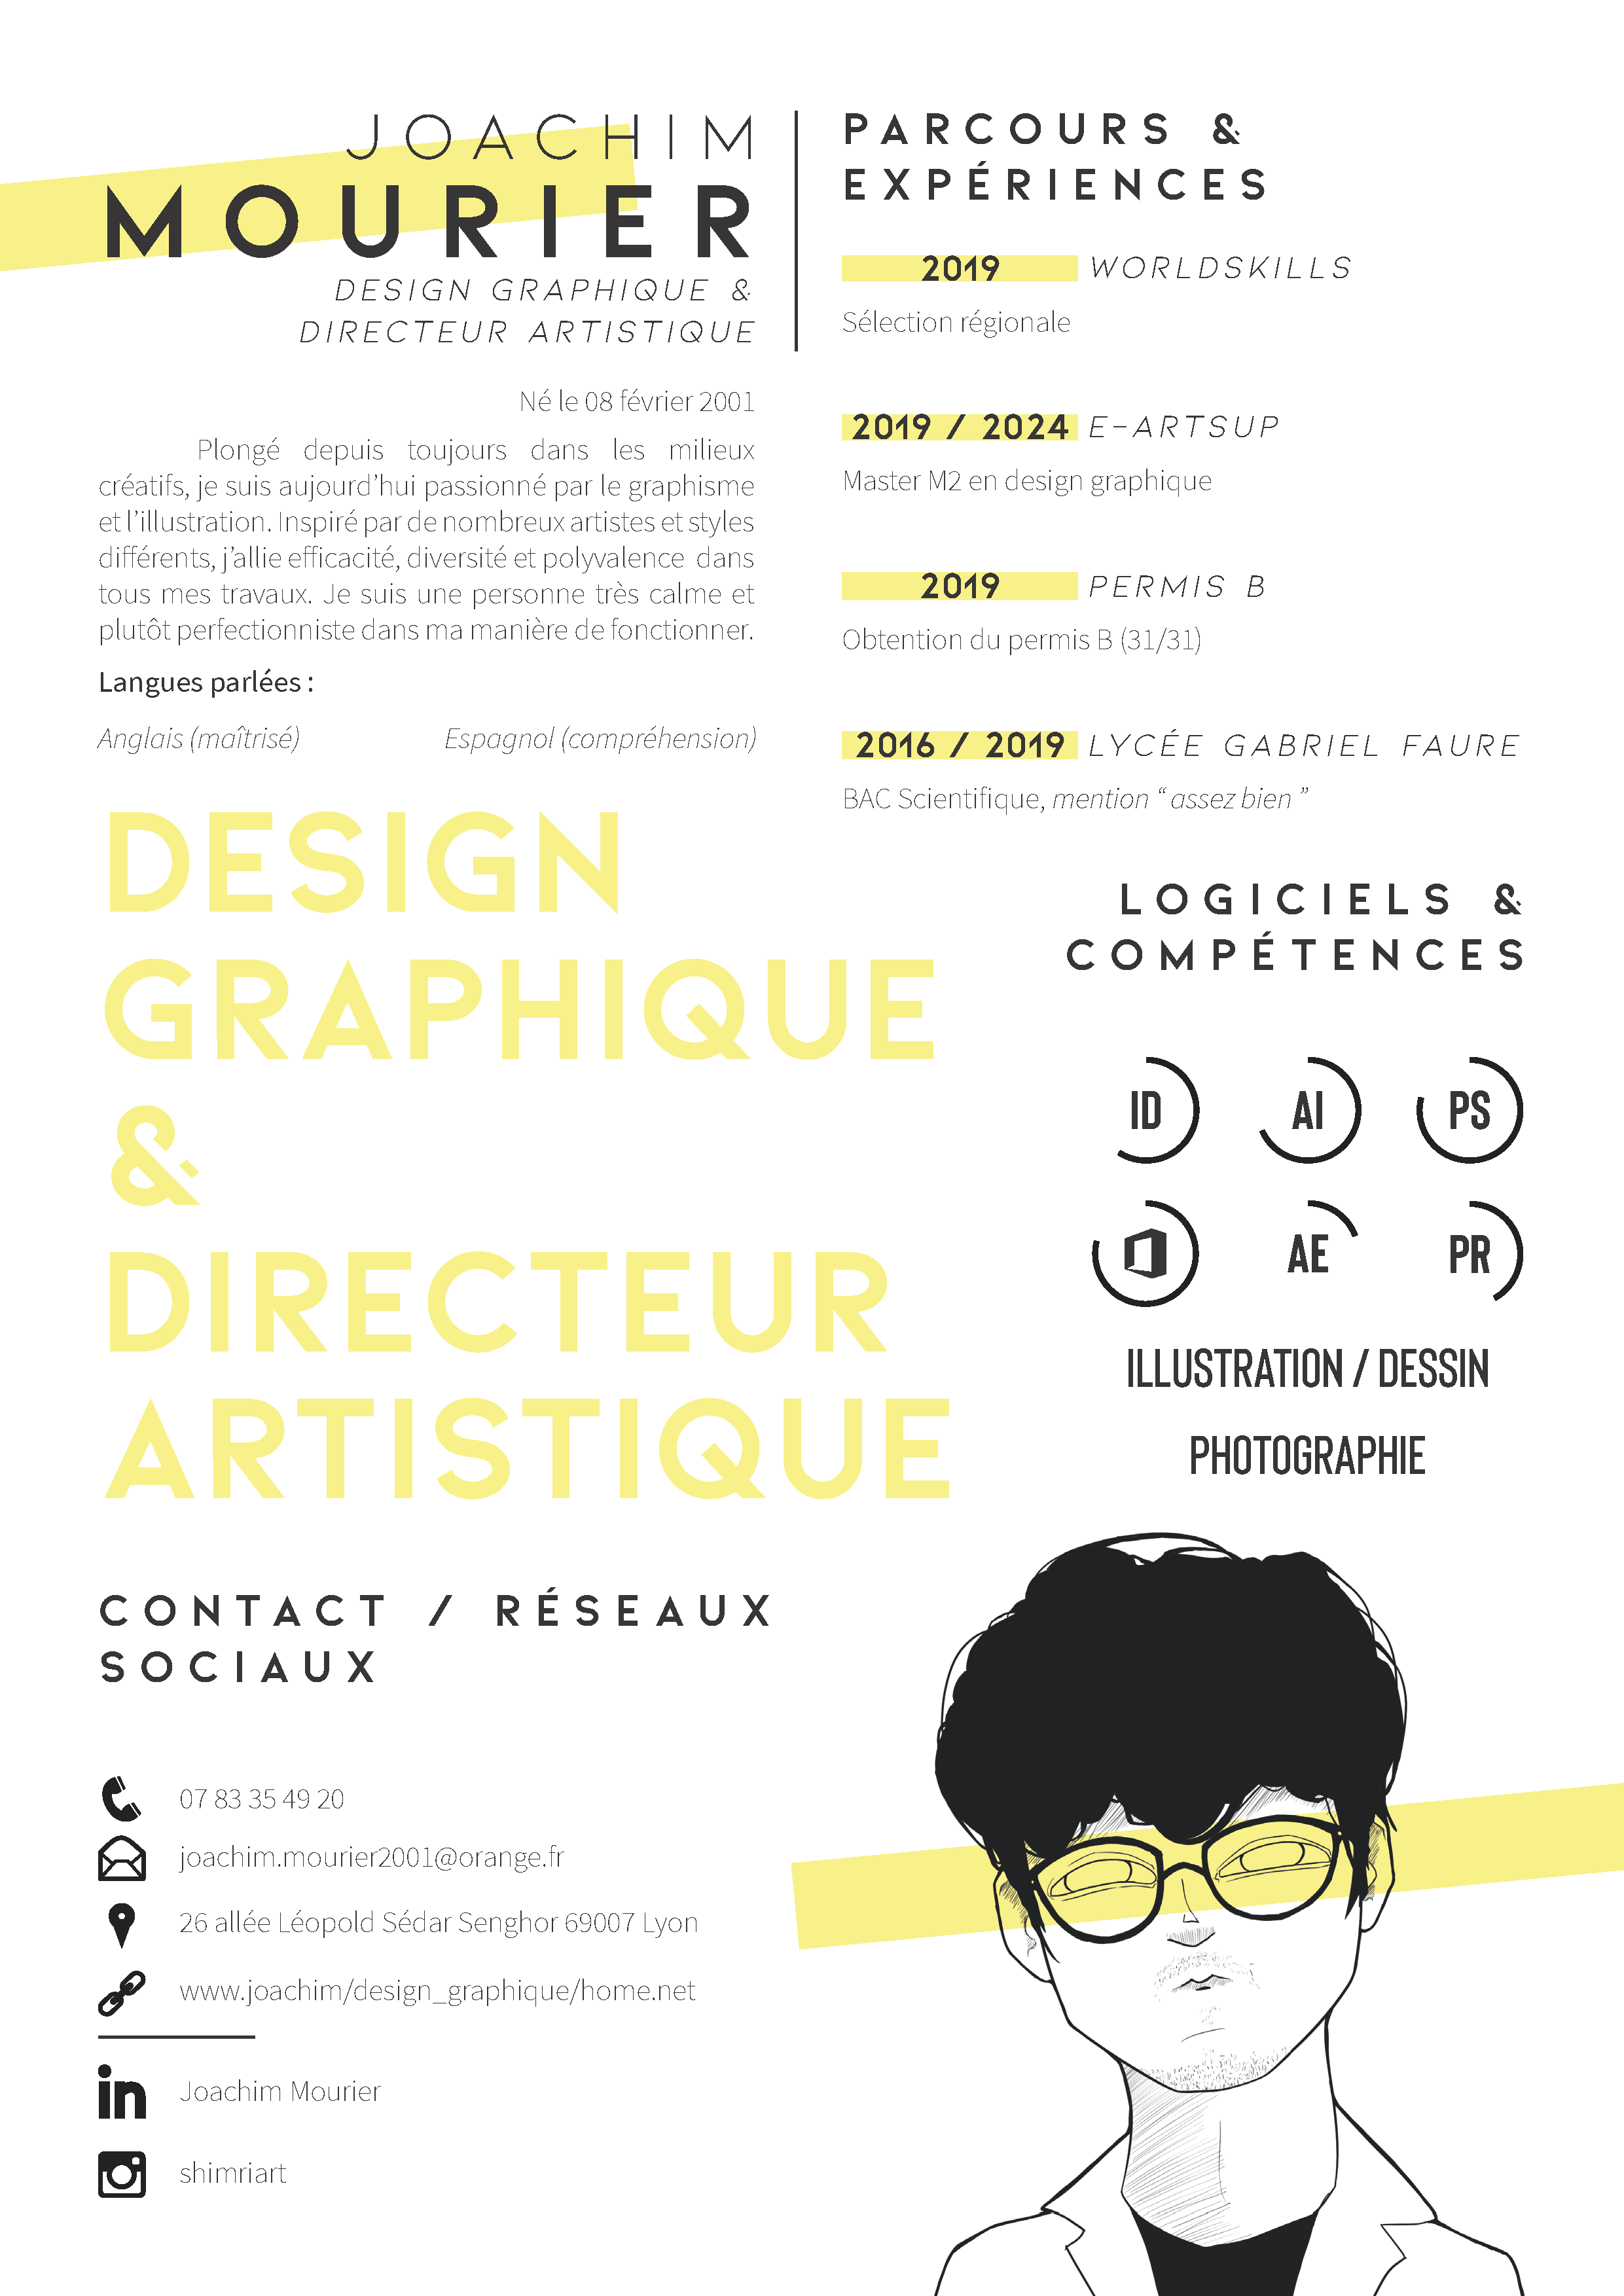 JOACHIM
MOURIER
DESIGN GRAPHIQUE &
DIRECTEUR ARTISTIQUE
Né le 08 février 2001
Plongé depuis toujours dans les milieux
créatifs, je suis aujourd’hui passionné par le graphisme
et l’illustration. Inspiré par de nombreux artistes et styles
différents, j’allie efficacité, diversité et polyvalence dans
tous mes travaux. Je suis une personne très calme et
plutôt perfectionniste dans ma manière de fonctionner.
Langues parlées :
Anglais (maîtrisé) Espagnol (compréhension)
PARCOURS &
EXPÉRIENCES
2019 WORLDSKILLS
Sélection régionale
2019 / 2024 E-ARTSUP
Master M2 en design graphique
2019 PERMIS B
Obtention du permis B (31/31)
2016 / 2019 LYCÉE GABRIEL FAURE
BAC Scientifique, mention “ assez bien ”
DESIGN
GRAPHIQUE
&
DIRECTEUR
ARTISTIQUE
LOGICIELS &
COMPÉTENCES
ID AI PS
AE PR
ILLUSTRATION / DESSIN
PHOTOGRAPHIE
CONTACT / RÉSEAUX
SOCIAUX
07 83 35 49 20
joachim.mourier2001@orange.fr
26 allée Léopold Sédar Senghor 69007 Lyon
www.joachim/design_graphique/home.net
in Joachim Mourier
shimriart